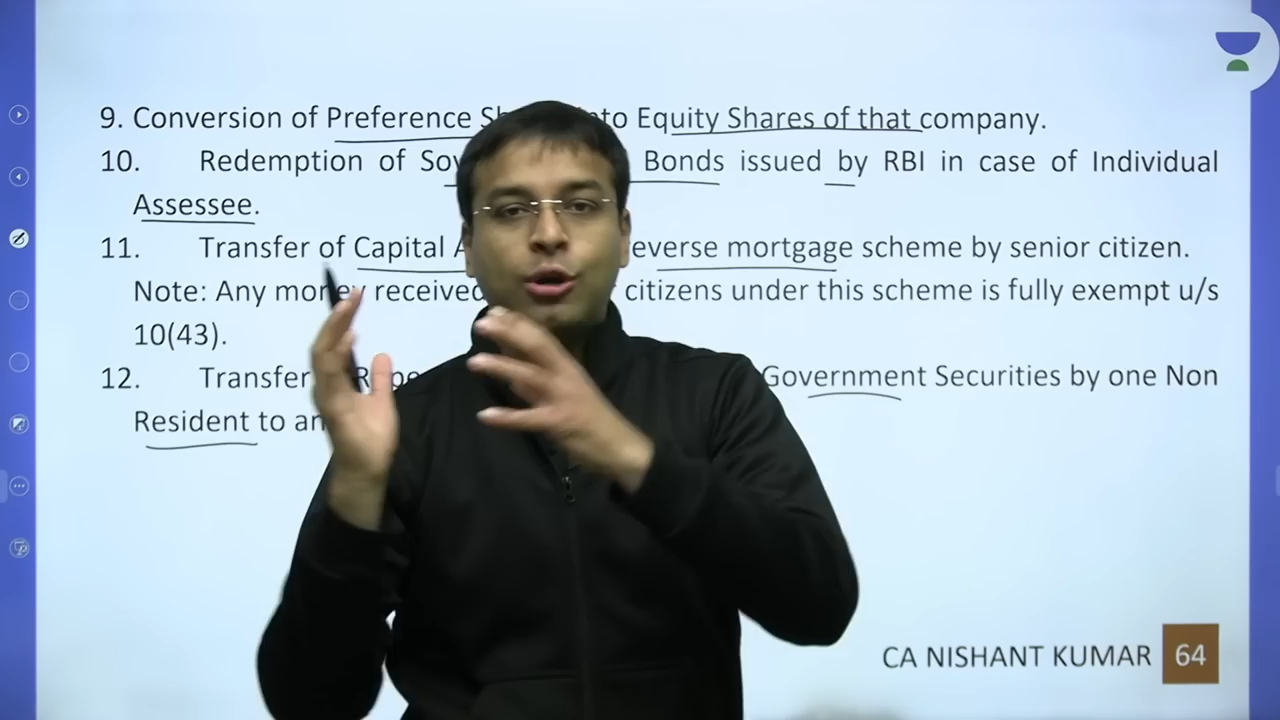 9. Conversion of Preference into Equity Shares of that company.
10. Redemption of Bonds issued by RBI in case of Individual
Assessee.
11. Transfer of Capital reverse mortgage scheme by senior citizen.
Note: Any money received citizens under this scheme is fully exempt u/s
10(43).
12. Transfer Government Securities by one Non
Resident to
CA NISHANT KUMAR 64